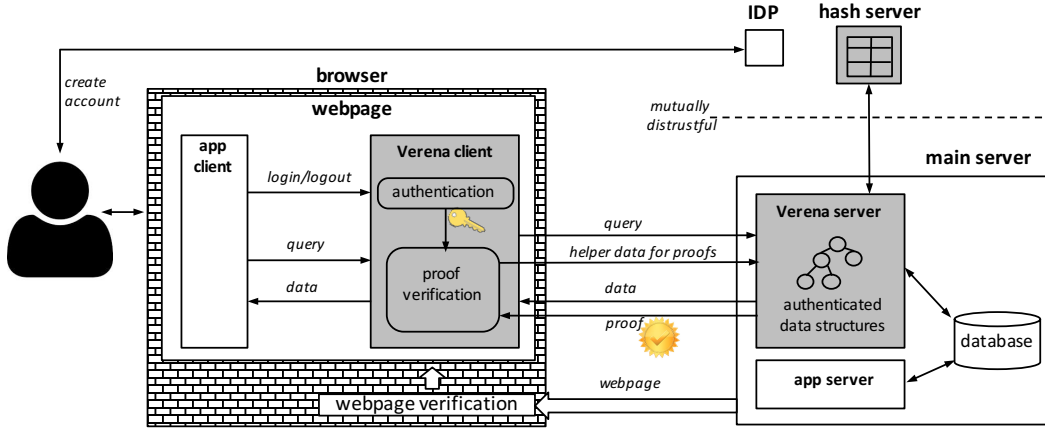 IDP
hash server
create
account
browser
webpage
mutually
distrustful
app
client
Verena client
main server
login/logout
authentication
Verena server
query
query
helper data for proofs
proof
verification
data
data
authenticated
data structures
proof
database
webpage
app server
webpage verification